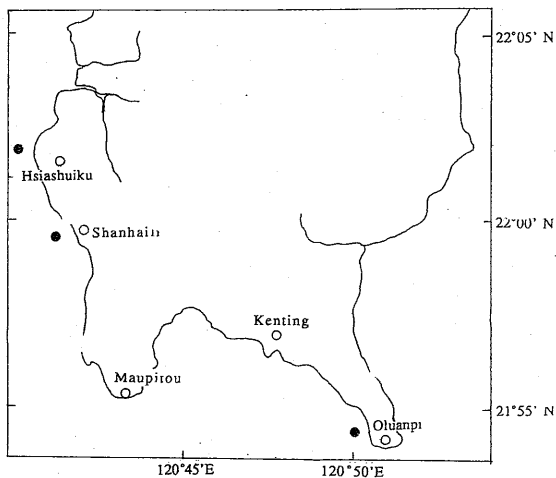 22°05' N
Hsiashuiku
Shanhain
22°00' N
Kenting
Maupitou
21°55' N
Oluanpi
120°45'E
120°50'E